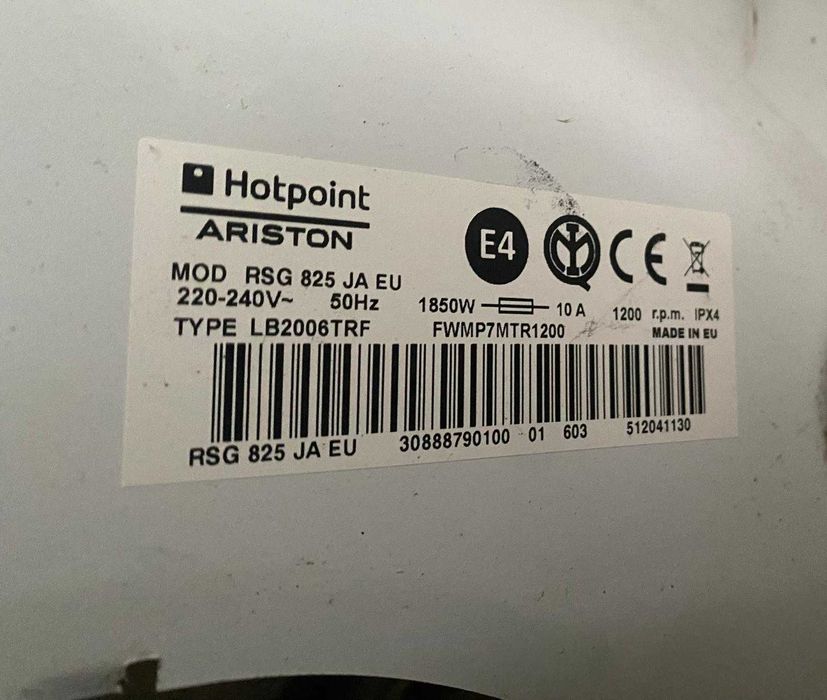 Hotpoint
ARISTON
E4 IMQ CE
MOD RSG 825 JA EU
220-240V~ 50Hz 1850W 10 A 1200 r.p.m. IPX4
TYPE LB2006TRF FWMP7MTR1200 MADE IN EU
RSG 825 JA EU 30888790100 01 603 512041130